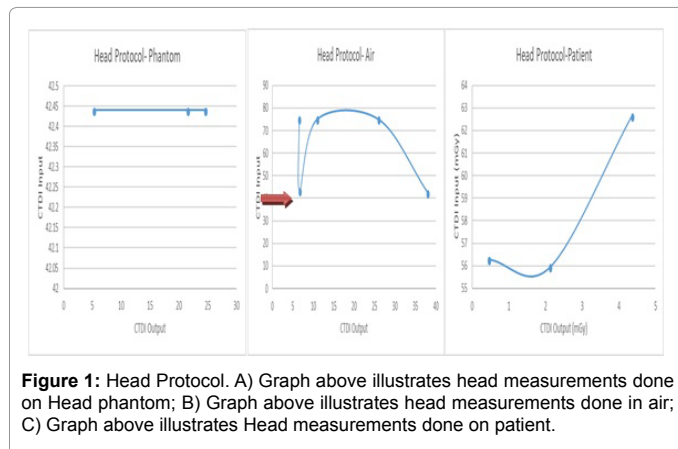 Head Protocol- Phantom
42.5
42.45
42.4
42.35
42.3
42.25
42.2
42.15
42.1
42.05
42
CTDI Input
0 5 10 15 20 25 30
CTDI Output
Head Protocol- Air
90
80
70
60
50
40
30
20
10
0
CTDI Input
0 5 10 15 20 25 30 35 40
CTDI Output
Head Protocol-Patient
64
63
62
61
60
59
58
57
56
55
CTDI Input (mGy)
0 1 2 3 4 5
CTDI Output (mGy)
Figure 1: Head Protocol. A) Graph above illustrates head measurements done
on Head phantom; B) Graph above illustrates head measurements done in air;
C) Graph above illustrates Head measurements done on patient.